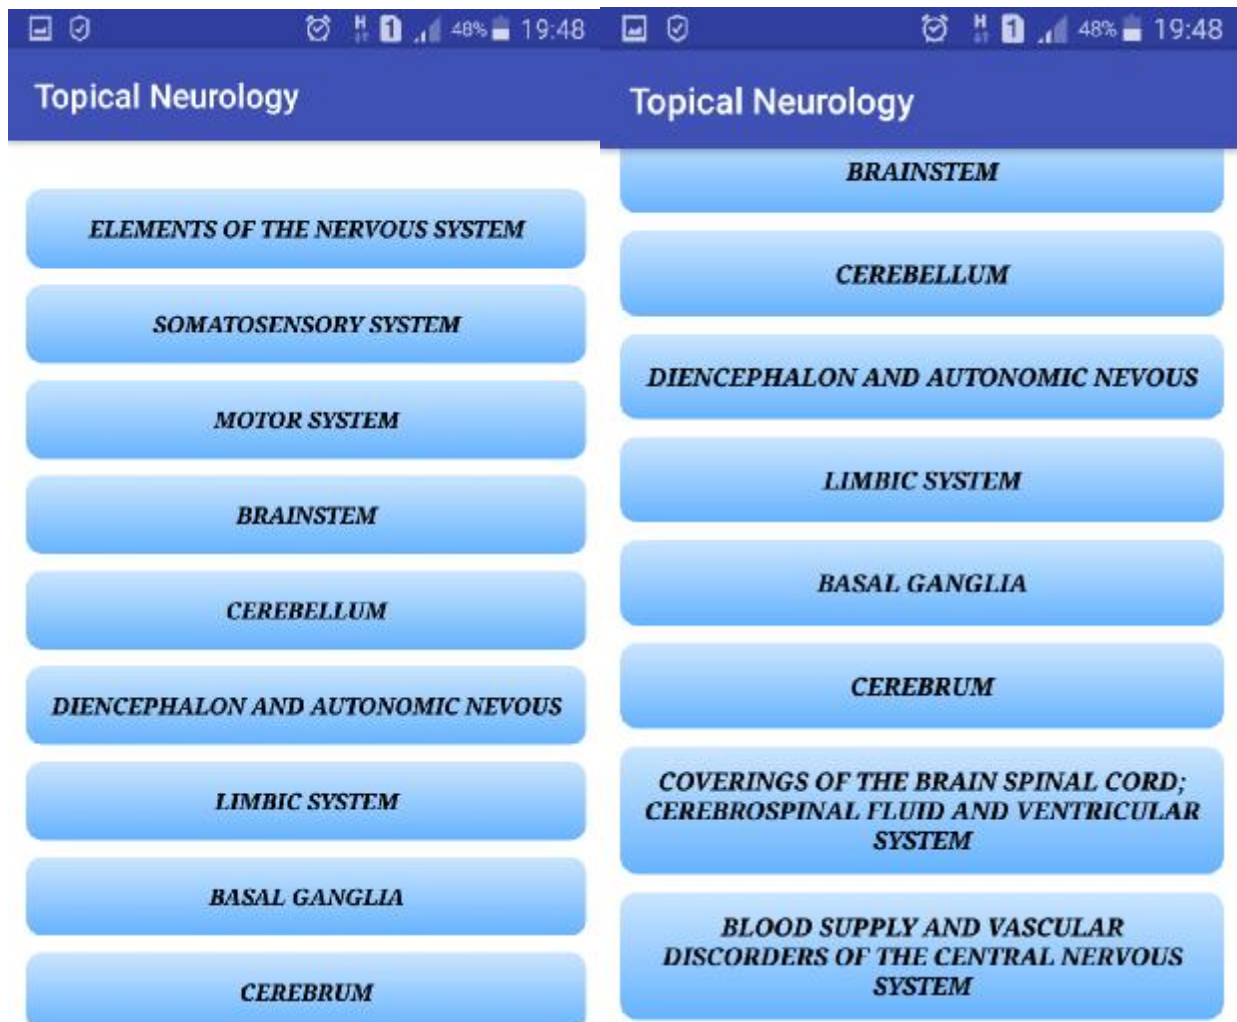 48% 19:48
Topical Neurology
ELEMENTS OF THE NERVOUS SYSTEM
SOMATOSENSORY SYSTEM
MOTOR SYSTEM
BRAINSTEM
CEREBELLUM
DIENCEPHALON AND AUTONOMIC NEVOUS
LIMBIC SYSTEM
BASAL GANGLIA
CEREBRUM
48% 19:48
Topical Neurology
BRAINSTEM
CEREBELLUM
DIENCEPHALON AND AUTONOMIC NEVOUS
LIMBIC SYSTEM
BASAL GANGLIA
CEREBRUM
COVERINGS OF THE BRAIN SPINAL CORD;
CEREBROSPINAL FLUID AND VENTRICULAR
SYSTEM
BLOOD SUPPLY AND VASCULAR
DISCORDERS OF THE CENTRAL NERVOUS
SYSTEM